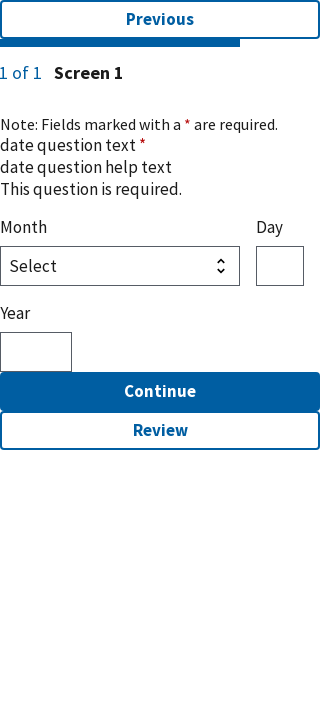 Previous
1 of 1 Screen 1
Note: Fields marked with a * are required.
date question text *
date question help text
This question is required.
Month Day
Select
Year
Continue
Review